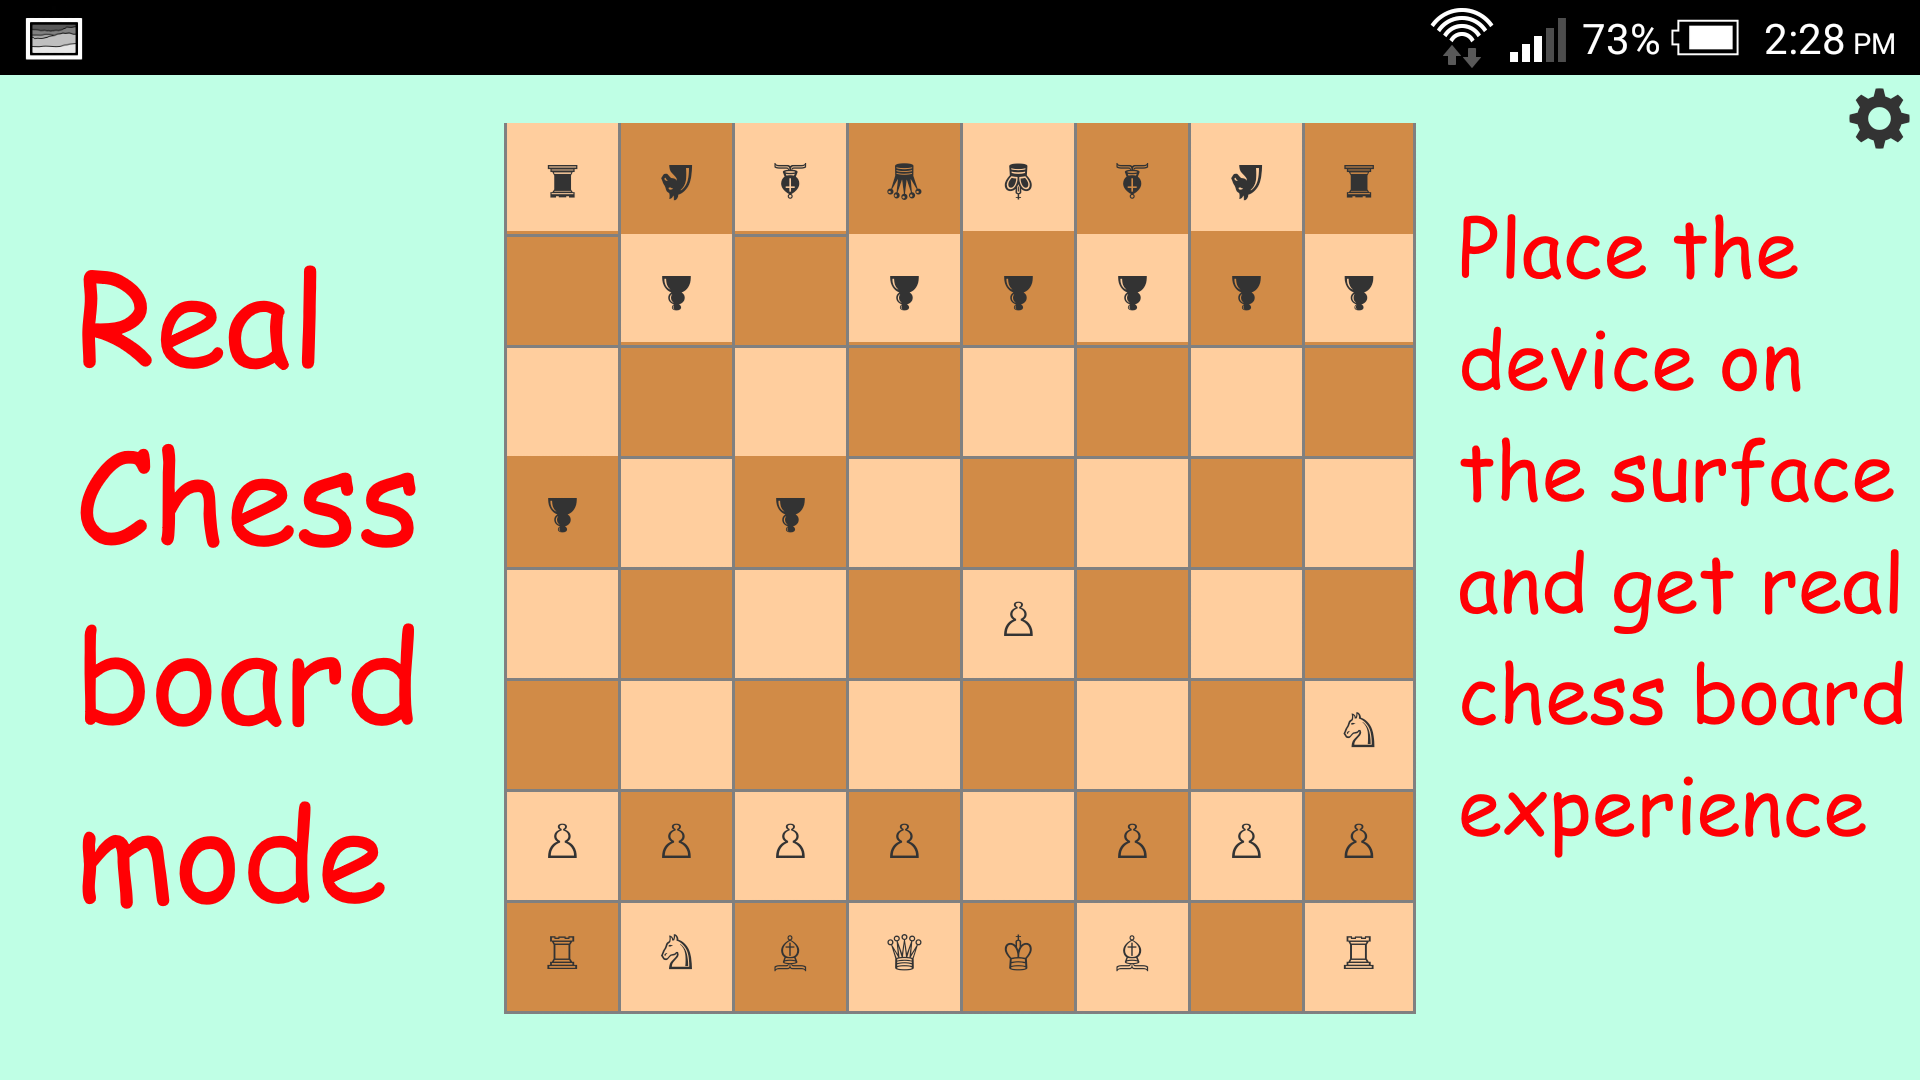 73% 2:28 PM
Real
Chess
board
mode
Place the
device on
the surface
and get real
chess board
experience